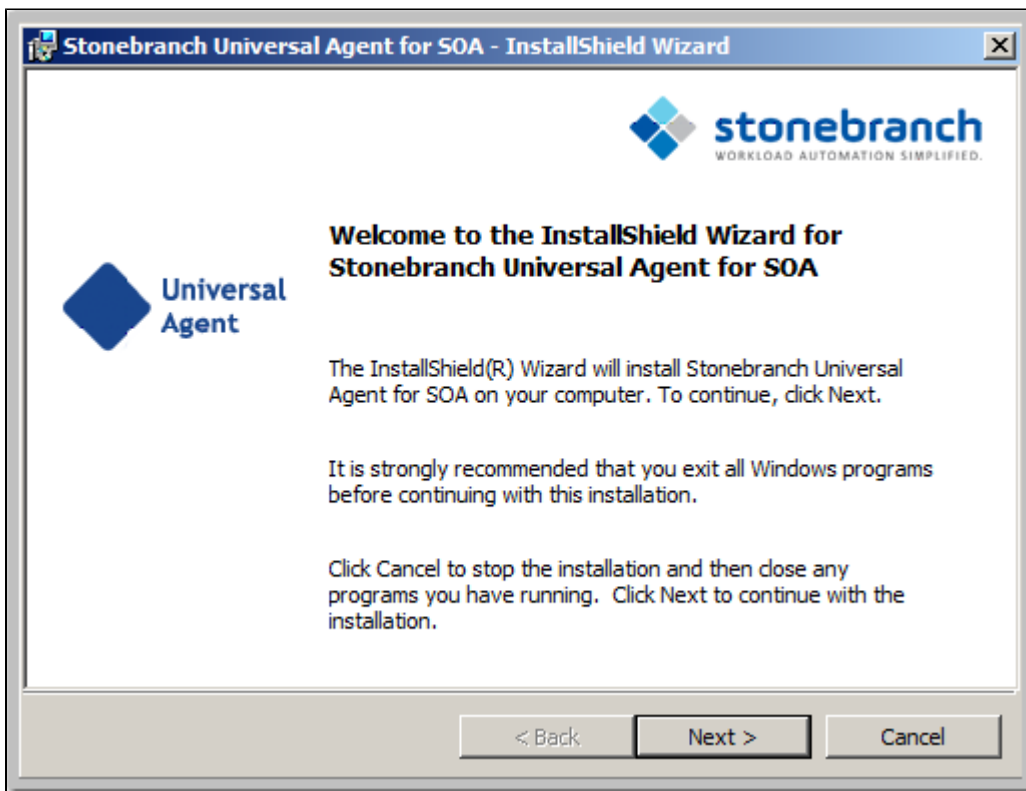 Stonebranch Universal Agent for SOA - InstallShield Wizard
stonebranch
WORKLOAD AUTOMATION SIMPLIFIED.
Welcome to the InstallShield Wizard for
Stonebranch Universal Agent for SOA
Universal
Agent
The InstallShield(R) Wizard will install Stonebranch Universal
Agent for SOA on your computer. To continue, click Next.
It is strongly recommended that you exit all Windows programs
before continuing with this installation.
Click Cancel to stop the installation and then close any
programs you have running.  Click Next to continue with the
installation.
< Back
Next >
Cancel